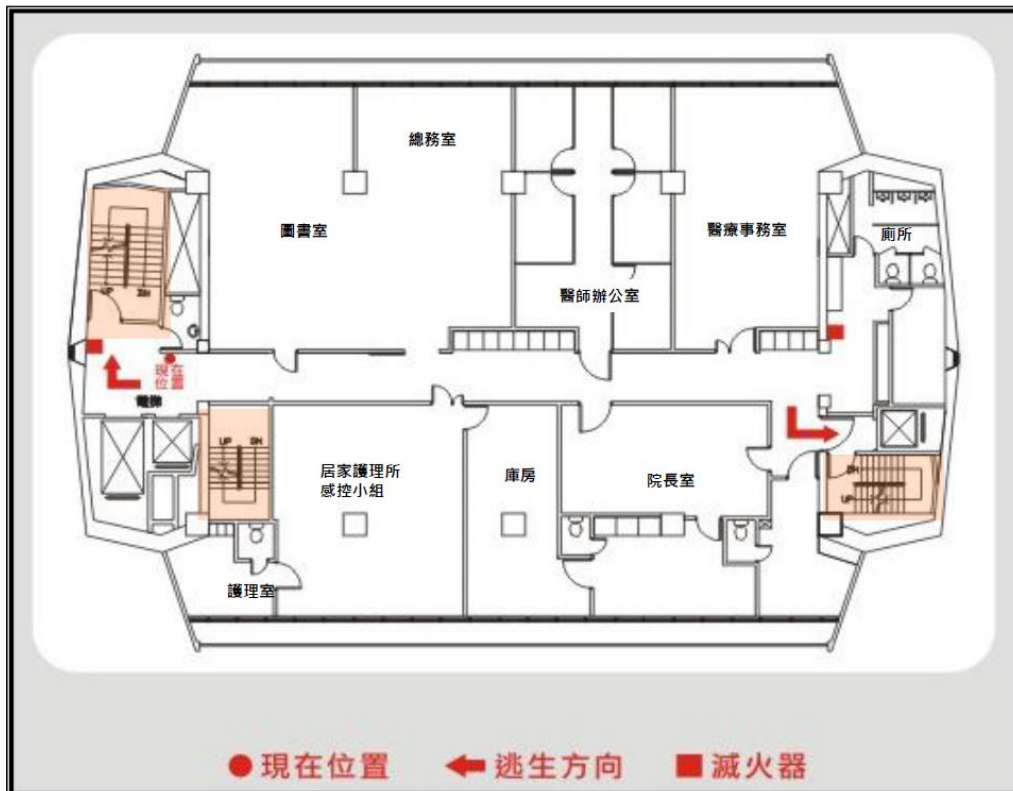 總務室
圖書室
醫療事務室
廁所
醫師辦公室
UP
DN
現在
位置
電梯
UP
DN
居家護理所
感控小組
庫房
院長室
DN
UP
護理室
現在位置
逃生方向
滅火器